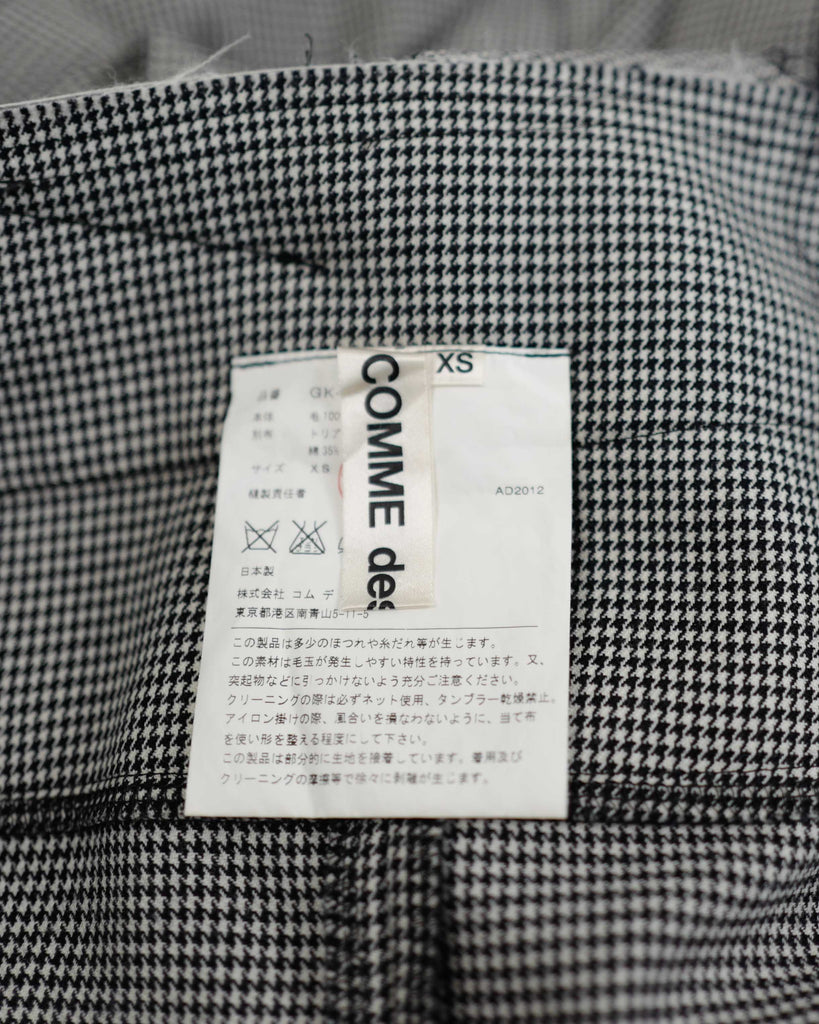 COMME des
XS
品番 GK-
本体 毛100
別布 トリア
綿35%
サイズ XS
縫製責任者
AD2012
日本製
株式会社 コム デ
東京都港区南青山5-11-5
この製品は多少のほつれや糸だれ等が生じます。
この素材は毛玉が発生しやすい特性を持っています。又、
突起物などに引っかけないよう充分ご注意ください。
クリーニングの際は必ずネット使用、タンブラー乾燥禁止。
アイロン掛けの際、風合いを損なわないように、当て布
を使い形を整える程度にして下さい。
この製品は部分的に生地を接着しています。着用及び
クリーニングの摩擦等で徐々に剥離が生じます。